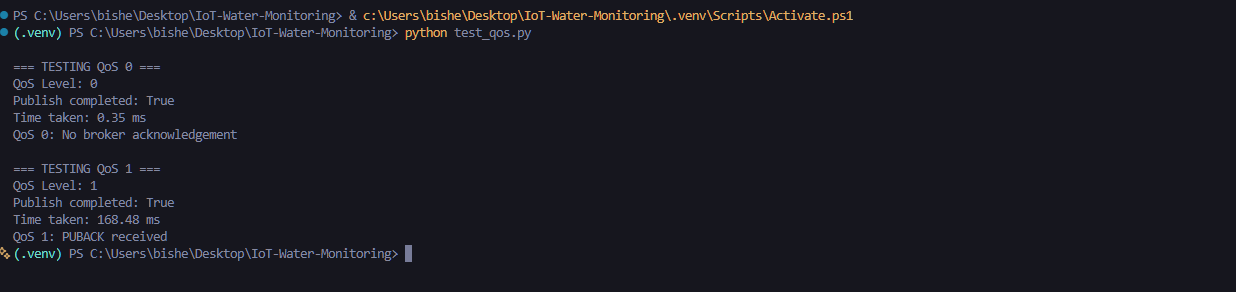 PS C:\Users\bishe\Desktop\IoT-Water-Monitoring> & c:\Users\bishe\Desktop\IoT-Water-Monitoring\.venv\Scripts\Activate.ps1
(.venv) PS C:\Users\bishe\Desktop\IoT-Water-Monitoring> python test_qos.py
=== TESTING QoS 0 ===
QoS Level: 0
Publish completed: True
Time taken: 0.35 ms
QoS 0: No broker acknowledgement
=== TESTING QoS 1 ===
QoS Level: 1
Publish completed: True
Time taken: 168.48 ms
QoS 1: PUBACK received
(.venv) PS C:\Users\bishe\Desktop\IoT-Water-Monitoring>